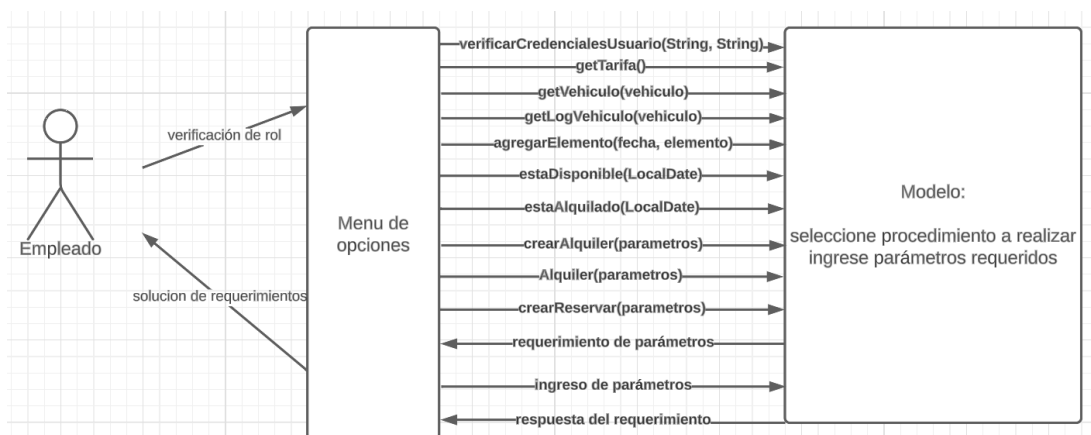 verificarCredencialesUsuario(String, String)
getTarifa()
getVehiculo(vehiculo)
getLogVehiculo(vehiculo)
verificación de rol
agregarElemento(fecha, elemento)
estaDisponible(LocalDate)
Modelo:
estaAlquilado(LocalDate)
Menu de
opciones
seleccione procedimiento a realizar
ingrese parámetros requeridos
Empleado
crearAlquiler(parametros)
Alquiler(parametros)
solucion de requerimientos
crearReservar(parametros)
requerimiento de parámetros
ingreso de parámetros
respuesta del requerimiento